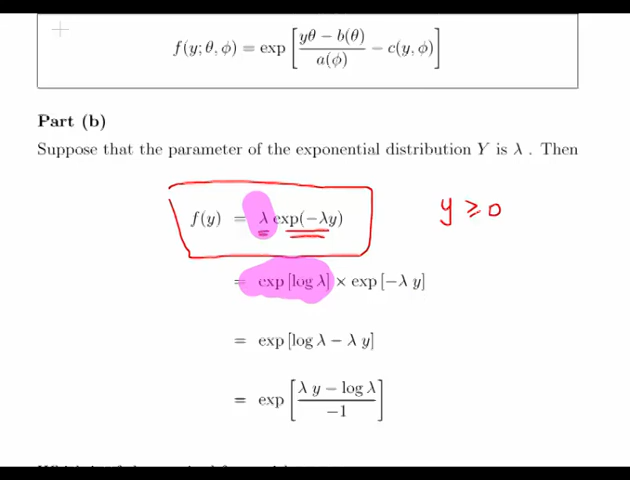 f(y; θ, ϕ) = exp [ (yθ − b(θ)) / a(ϕ) − c(y, ϕ) ]
Part (b)
Suppose that the parameter of the exponential distribution Y is λ . Then
f(y) = λ exp(−λy) y ≥ 0
= exp [log λ] × exp [−λ y]
= exp [log λ − λ y]
= exp [ (λ y − log λ) / −1 ]